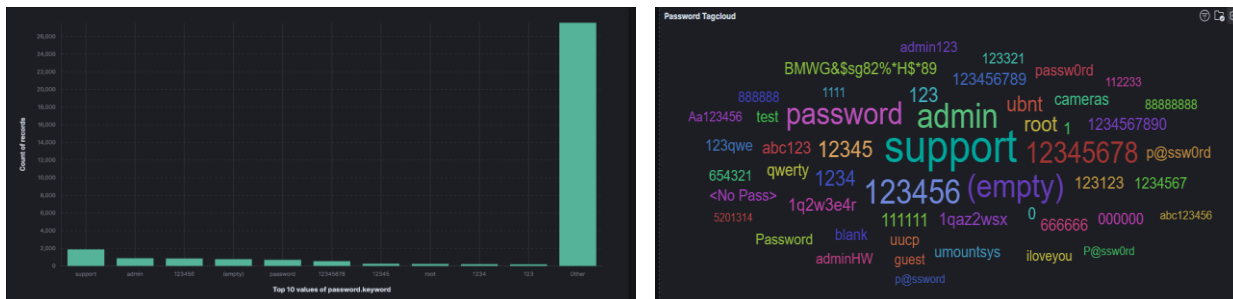 26,000
24,000
22,000
20,000
18,000
16,000
14,000
12,000
10,000
8,000
6,000
4,000
2,000
0
Count of records
support admin 123456 (empty) password 12345678 12345 root 1234 123 Other
Top 10 values of password.keyword
Password Tagcloud
admin123
123321
BMWG&$sg82%*H$*89
123456789
passw0rd
112233
888888
1111
123
ubnt
cameras
88888888
Aa123456
test
password
admin
root
1
1234567890
123qwe
abc123
12345
support
12345678
p@ssw0rd
654321
qwerty
1234
123456
(empty)
123123
1234567
<No Pass>
1q2w3e4r
5201314
111111
1qaz2wsx
0
666666
000000
abc123456
Password
blank
uucp
umountsys
iloveyou
P@ssw0rd
adminHW
guest
p@ssword